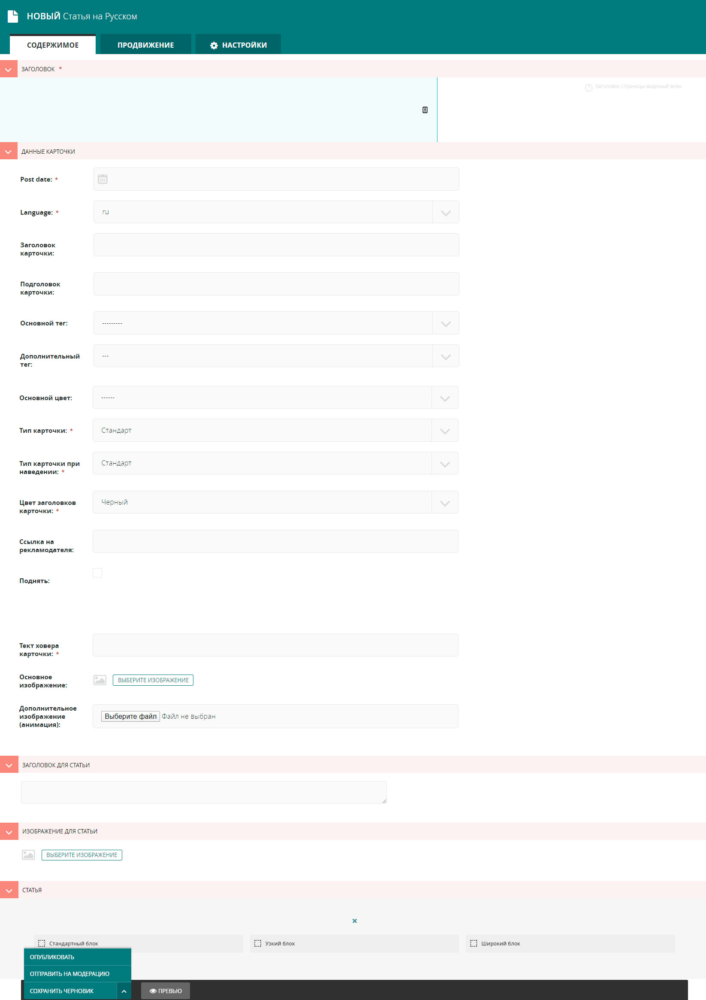 НОВЫЙ Статья на Русском
СОДЕРЖИМОЕ
ПРОДВИЖЕНИЕ
НАСТРОЙКИ
ЗАГОЛОВОК *
? Заголовок страницы видимый всем
ДАННЫЕ КАРТОЧКИ
Post date: *
Language: *
ru
Заголовок
карточки:
Подголовок
карточки:
Основной тег:
---------
Дополнительный
тег:
---
Основной цвет:
------
Тип карточки: *
Стандарт
Тип карточки при
наведении: *
Стандарт
Цвет заголовков
карточки: *
Черный
Ссылка на
рекламодателя:
Поднять:
Тект ховера
карточки: *
Основное
изображение:
ВЫБЕРИТЕ ИЗОБРАЖЕНИЕ
Дополнительное
изображение
(анимация):
Выберите файл Файл не выбран
ЗАГОЛОВОК ДЛЯ СТАТЬИ
ИЗОБРАЖЕНИЕ ДЛЯ СТАТЬИ
ВЫБЕРИТЕ ИЗОБРАЖЕНИЕ
СТАТЬЯ
Стандартный блок
Узкий блок
Широкий блок
ОПУБЛИКОВАТЬ
ОТПРАВИТЬ НА МОДЕРАЦИЮ
СОХРАНИТЬ ЧЕРНОВИК
ПРЕВЬЮ